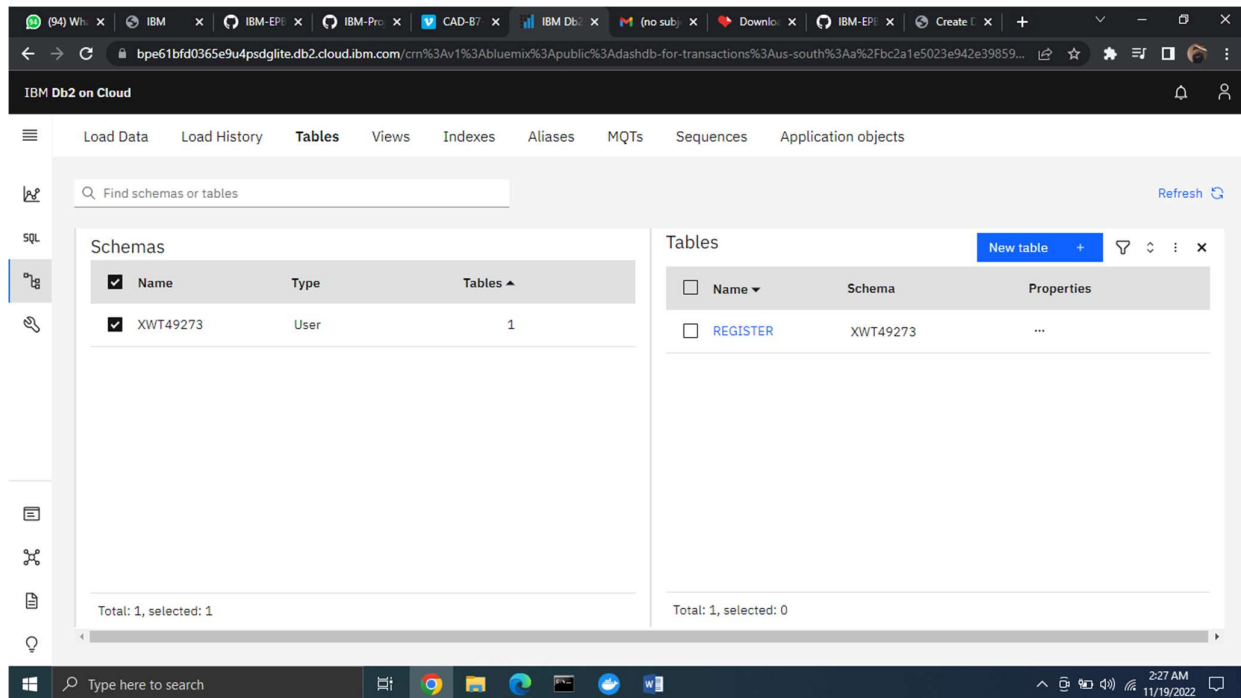 (94) Wh IBM IBM-EPB IBM-Pro CAD-B7- IBM Db2 (no subj Downlo IBM-EPB Create D
bpe61bfd0365e9u4psdglite.db2.cloud.ibm.com/crn%3Av1%3Abluemix%3Apublic%3Adashdb-for-transactions%3Aus-south%3Aa%2Fbc2a1e5023e942e39859...
IBM Db2 on Cloud
Load Data Load History Tables Views Indexes Aliases MQTs Sequences Application objects
Find schemas or tables
Refresh
SQL
Schemas
Name Type Tables
XWT49273 User 1
Total: 1, selected: 1
Tables
New table +
Name Schema Properties
REGISTER XWT49273 ...
Total: 1, selected: 0
Type here to search
2:27 AM
11/19/2022